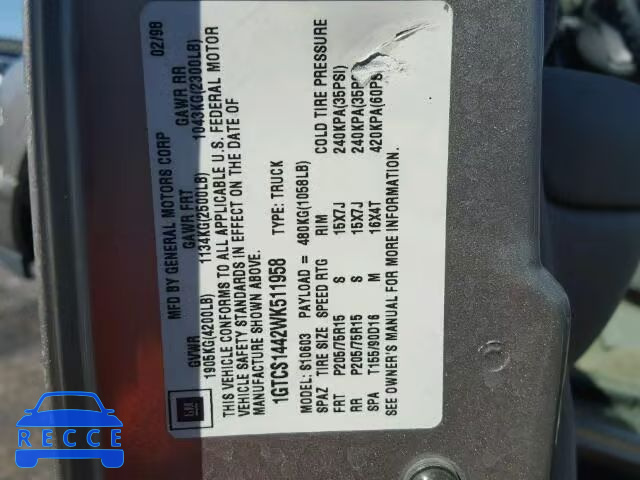 MFD BY GENERAL MOTORS CORP 02/98
GVWR GAWR FRT GAWR RR
1905KG(4200LB) 1134KG(2500LB) 1043KG(2300LB)
THIS VEHICLE CONFORMS TO ALL APPLICABLE U.S. FEDERAL MOTOR
VEHICLE SAFETY STANDARDS IN EFFECT ON THE DATE OF
MANUFACTURE SHOWN ABOVE.
1GTCS1442WK511958 TYPE: TRUCK
MODEL: S10603 PAYLOAD = 480KG(1058LB)
SPAZ TIRE SIZE SPEED RTG RIM COLD TIRE PRESSURE
FRT P205/75R15 S 15X7J 240KPA(35PSI)
RR P205/75R15 S 15X7J 240KPA(35P
SPA T155/90D16 M 16X4T 420KPA(60PS
SEE OWNER'S MANUAL FOR MORE INFORMATION.
GM
RECCE